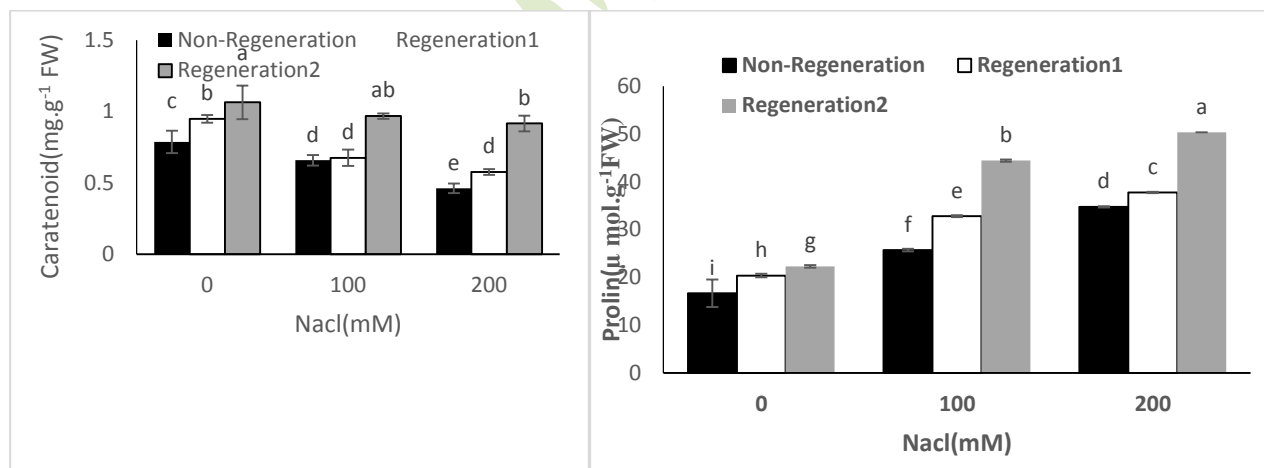 Caratenoid(mg.g-1 FW)
1.5
1
0.5
0
Non-Regeneration Regeneration1
Regeneration2
c b a
d d ab
e d b
0 100 200
Nacl(mM)
Prolin(µ mol.g-1FW)
60
50
40
30
20
10
0
Non-Regeneration Regeneration1
Regeneration2
i h g
f e b
d c a
0 100 200
Nacl(mM)